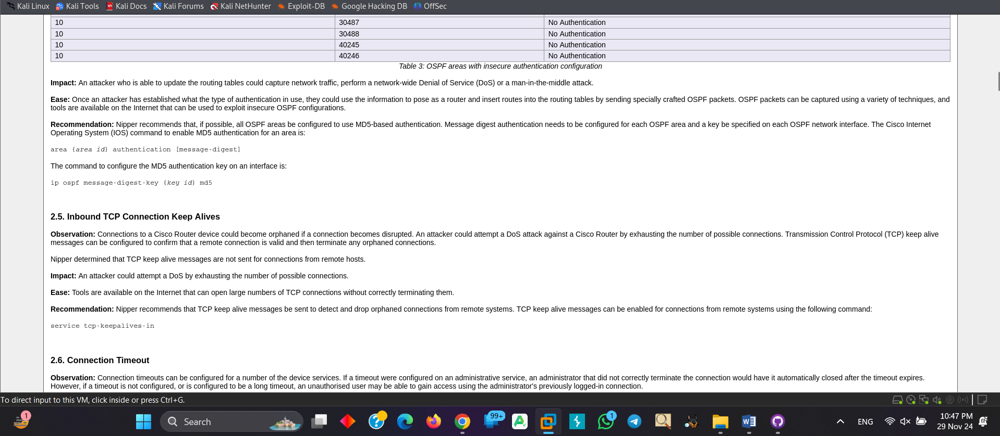 Kali Linux Kali Tools Kali Docs Kali Forums Kali NetHunter Exploit-DB Google Hacking DB OffSec
10 30487 No Authentication
10 30488 No Authentication
10 40245 No Authentication
10 40246 No Authentication
Table 3: OSPF areas with insecure authentication configuration
Impact: An attacker who is able to update the routing tables could capture network traffic, perform a network-wide Denial of Service (DoS) or a man-in-the-middle attack.
Ease: Once an attacker has established what the type of authentication in use, they could use the information to pose as a router and insert routes into the routing tables by sending specially crafted OSPF packets. OSPF packets can be captured using a variety of techniques, and
tools are available on the Internet that can be used to exploit insecure OSPF configurations.
Recommendation: Nipper recommends that, if possible, all OSPF areas be configured to use MD5-based authentication. Message digest authentication needs to be configured for each OSPF area and a key be specified on each OSPF network interface. The Cisco Internet
Operating System (IOS) command to enable MD5 authentication for an area is:
area {area id} authentication [message-digest]
The command to configure the MD5 authentication key on an interface is:
ip ospf message-digest-key {key id} md5
2.5. Inbound TCP Connection Keep Alives
Observation: Connections to a Cisco Router device could become orphaned if a connection becomes disrupted. An attacker could attempt a DoS attack against a Cisco Router by exhausting the number of possible connections. Transmission Control Protocol (TCP) keep alive
messages can be configured to confirm that a remote connection is valid and then terminate any orphaned connections.
Nipper determined that TCP keep alive messages are not sent for connections from remote hosts.
Impact: An attacker could attempt a DoS by exhausting the number of possible connections.
Ease: Tools are available on the Internet that can open large numbers of TCP connections without correctly terminating them.
Recommendation: Nipper recommends that TCP keep alive messages be sent to detect and drop orphaned connections from remote systems. TCP keep alive messages can be enabled for connections from remote systems using the following command:
service tcp-keepalives-in
2.6. Connection Timeout
Observation: Connection timeouts can be configured for a number of the device services. If a timeout were configured on an administrative service, an administrator that did not correctly terminate the connection would have it automatically closed after the timeout expires.
However, if a timeout is not configured, or is configured to be a long timeout, an unauthorised user may be able to gain access using the administrator's previously logged-in connection.
To direct input to this VM, click inside or press Ctrl+G.
1 Search 99+ 1 ENG 10:47 PM
29 Nov 24